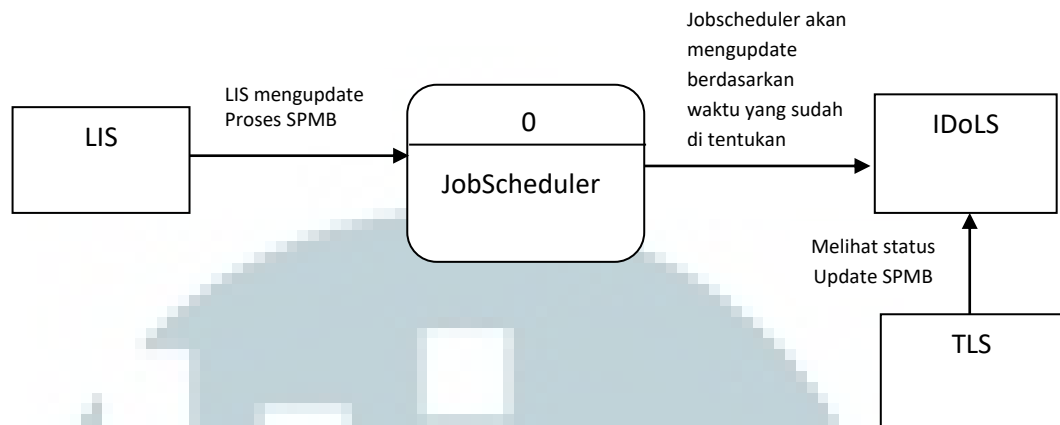 Jobscheduler akan
mengupdate
berdasarkan
waktu yang sudah
di tentukan
LIS mengupdate
Proses SPMB
LIS
0
JobScheduler
IDoLS
Melihat status
Update SPMB
TLS